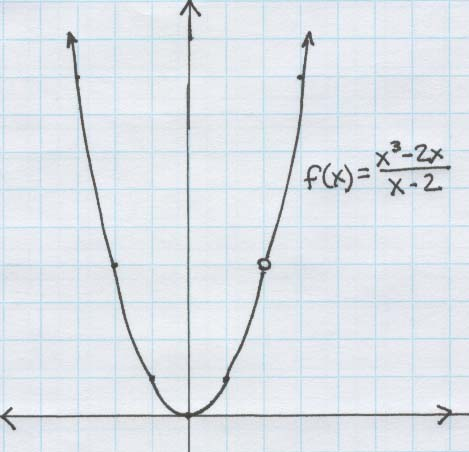 f(x) = x³-2x / x-2